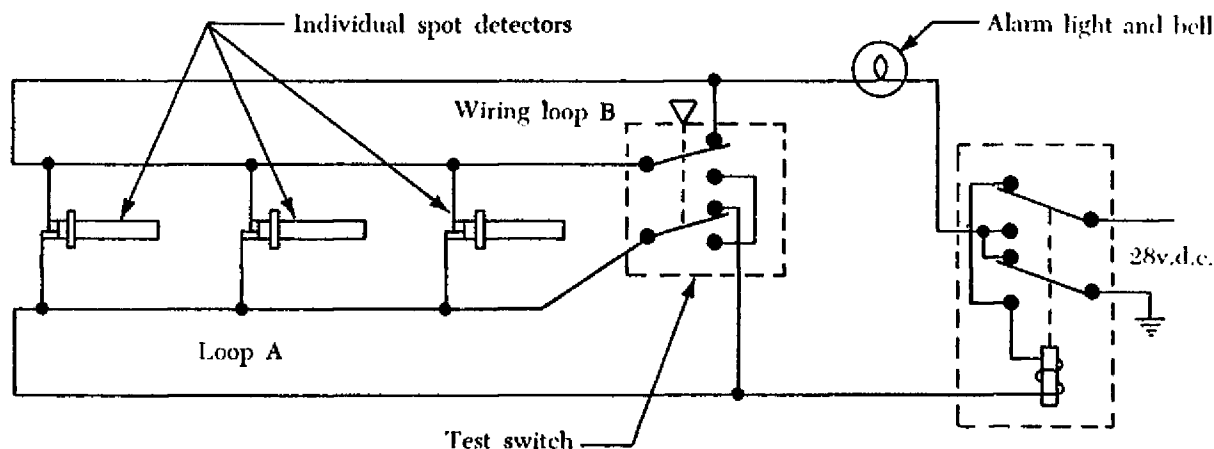 Individual spot detectors
Alarm light and bell
Wiring loop B
28v.d.c.
Loop A
Test switch